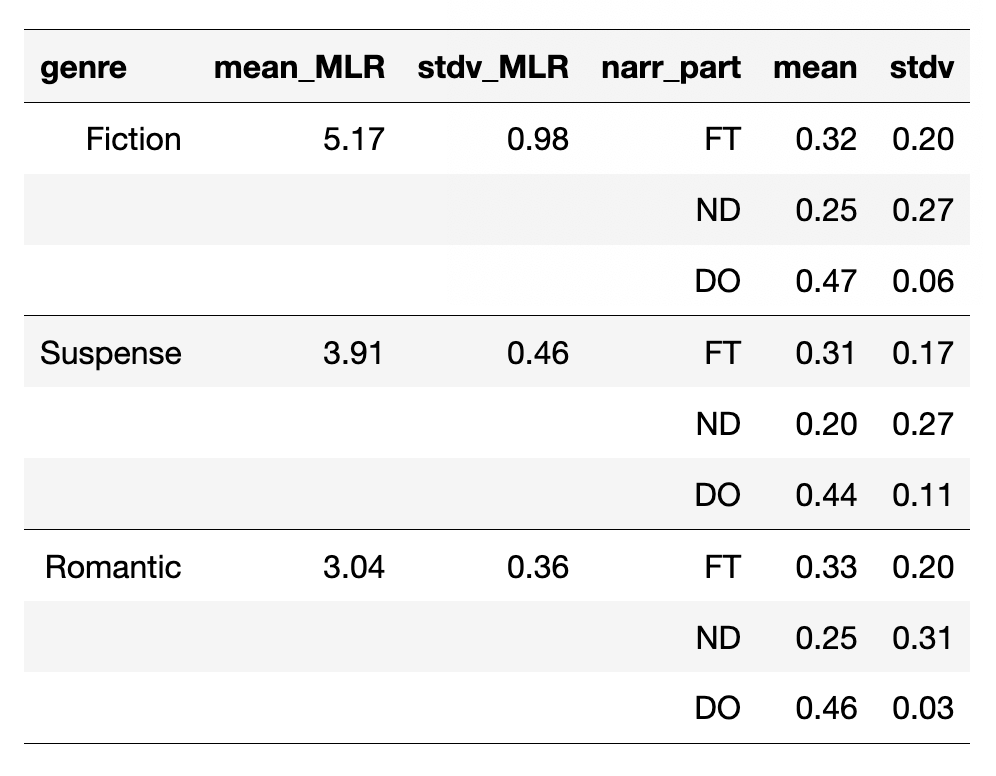 genre mean_MLR stdv_MLR narr_part mean stdv
Fiction 5.17 0.98 FT 0.32 0.20
ND 0.25 0.27
DO 0.47 0.06
Suspense 3.91 0.46 FT 0.31 0.17
ND 0.20 0.27
DO 0.44 0.11
Romantic 3.04 0.36 FT 0.33 0.20
ND 0.25 0.31
DO 0.46 0.03